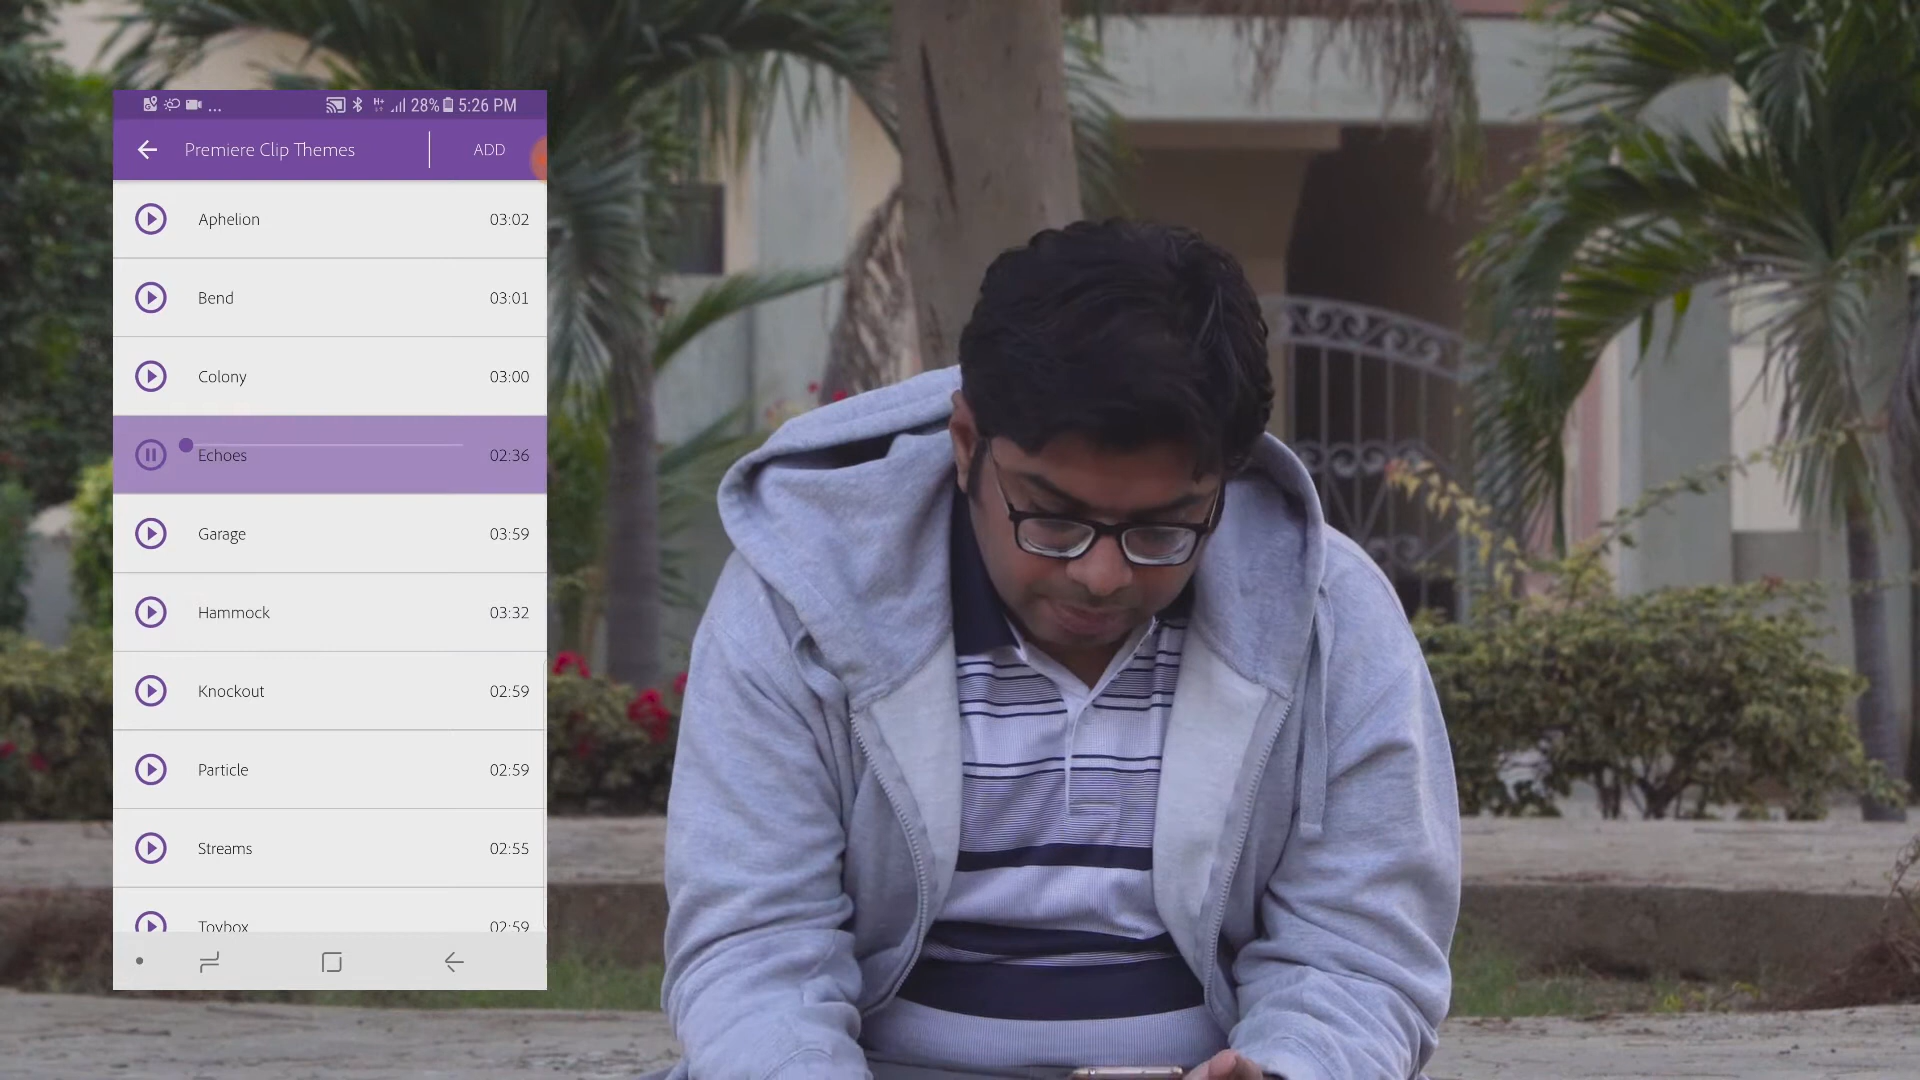 ... H+ 28% 5:26 PM
Premiere Clip Themes ADD
Aphelion 03:02
Bend 03:01
Colony 03:00
Echoes 02:36
Garage 03:59
Hammock 03:32
Knockout 02:59
Particle 02:59
Streams 02:55
Toybox 02:59